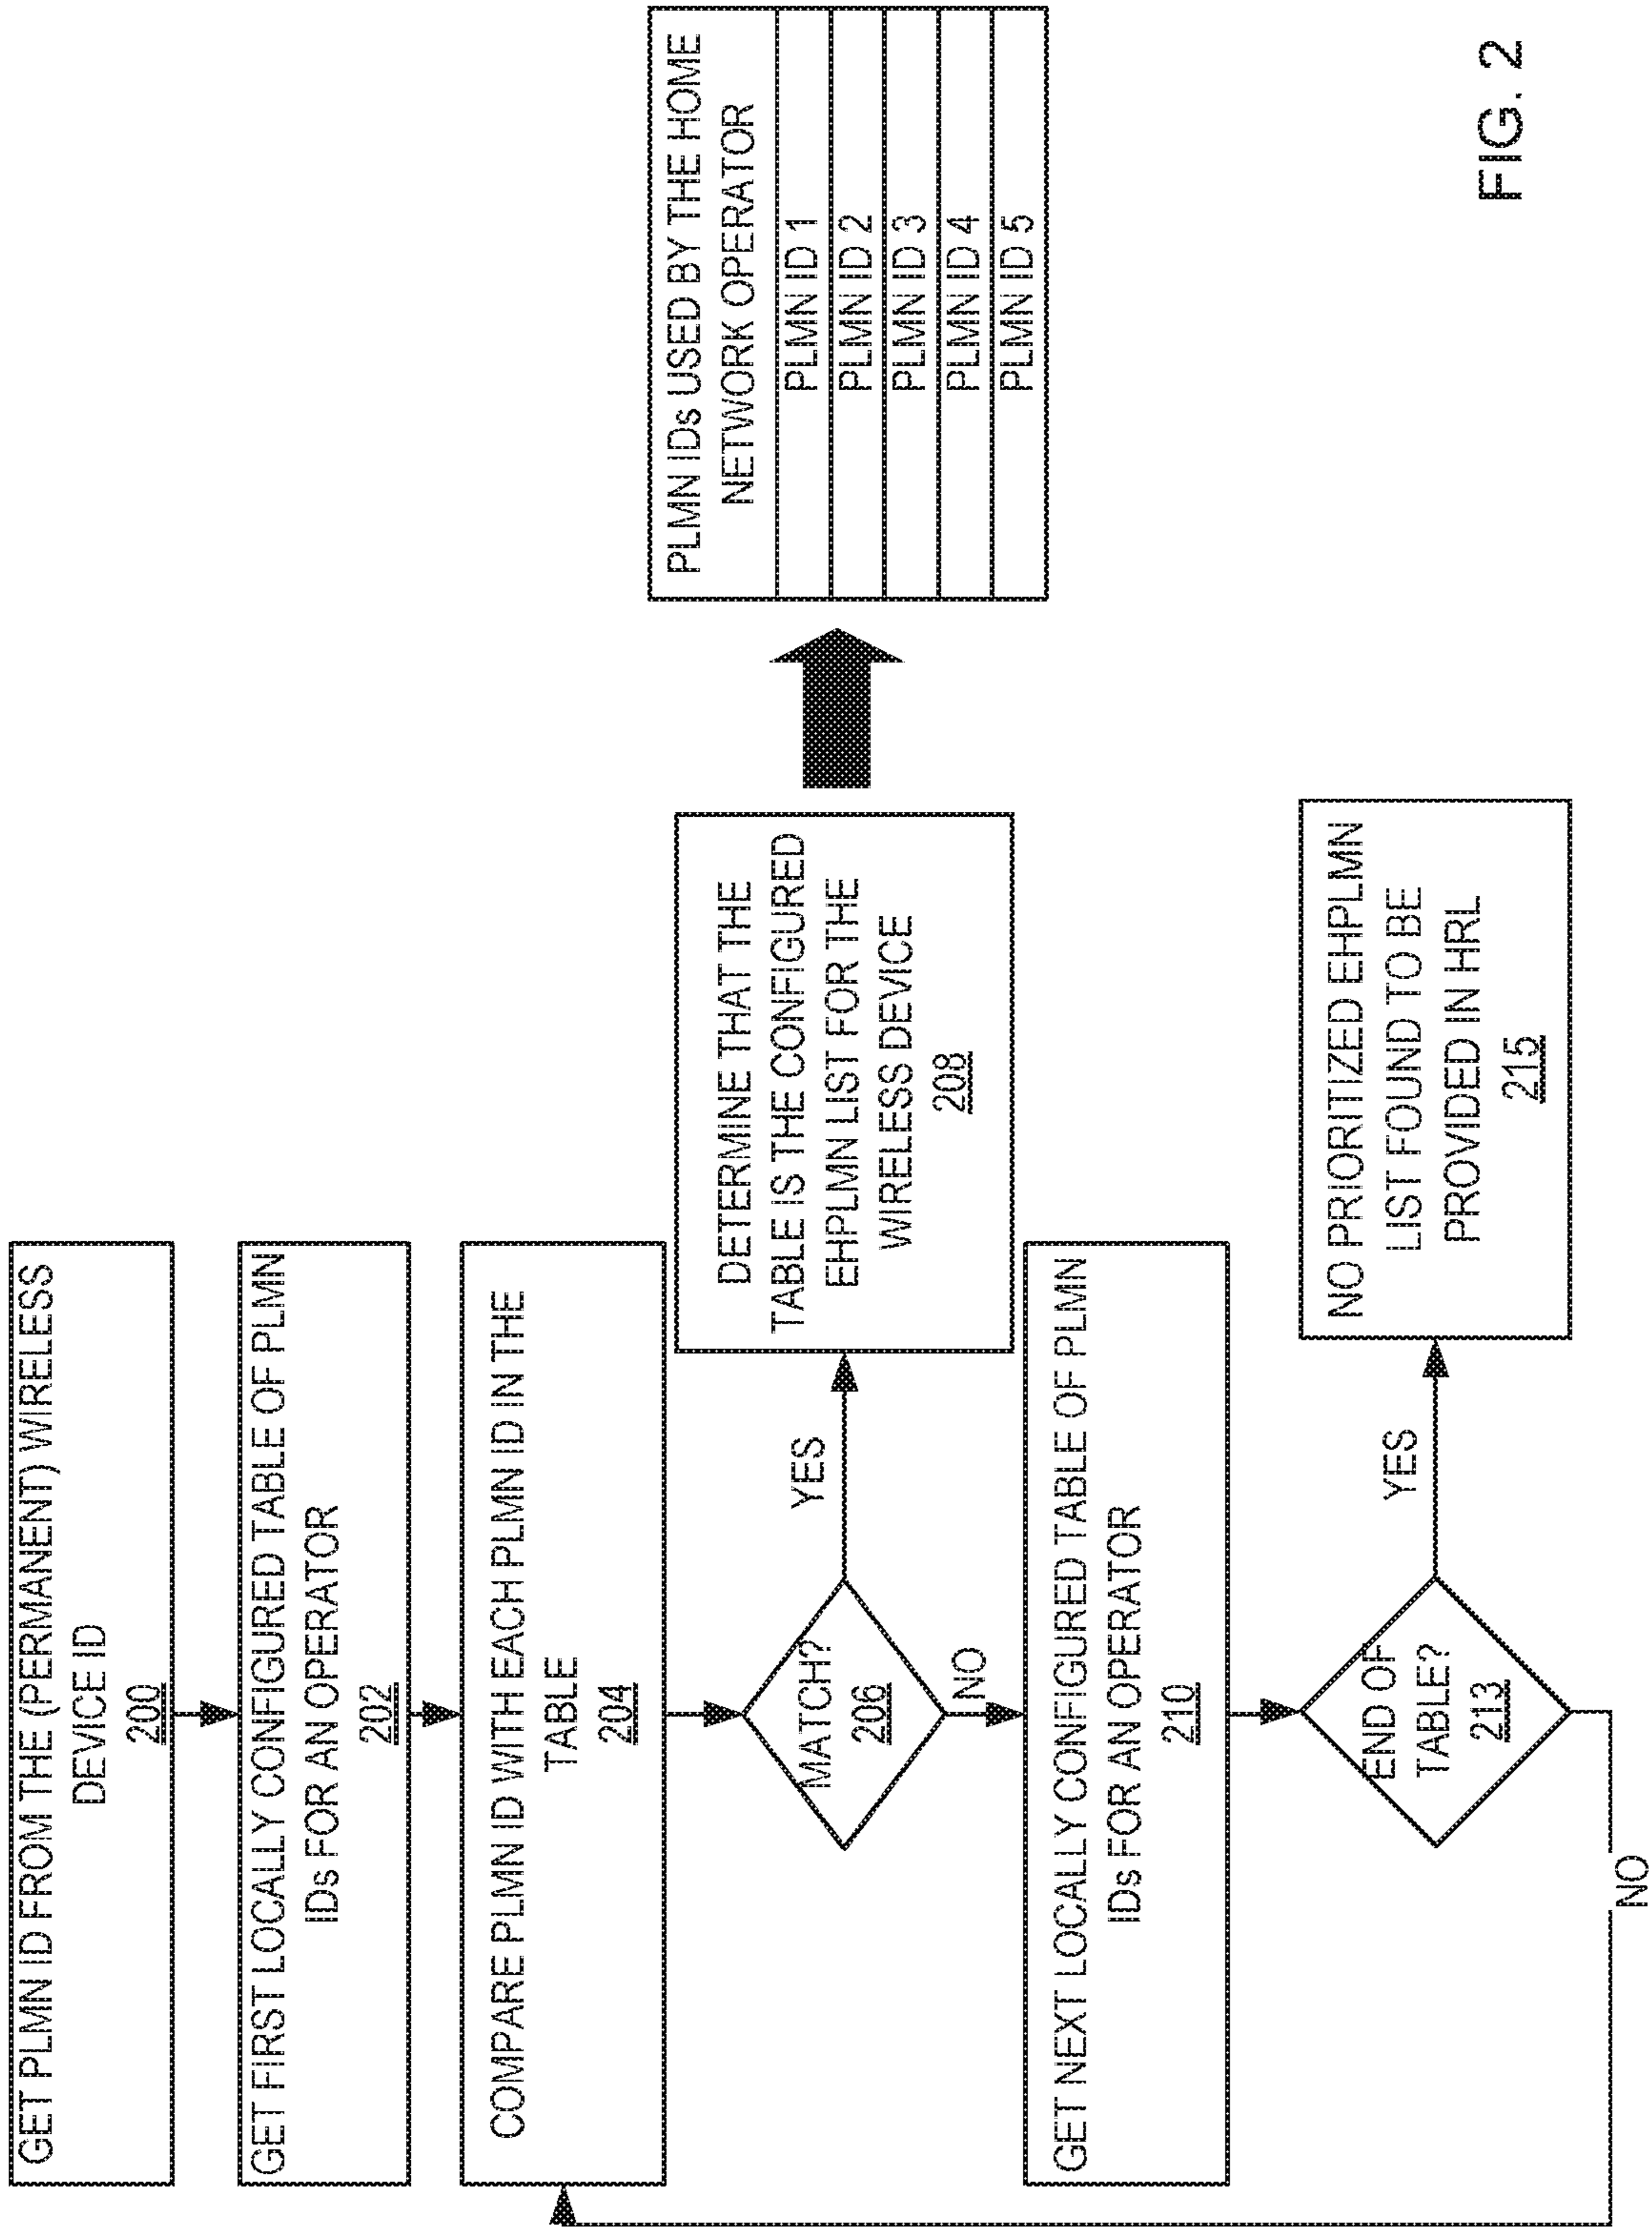 GET PLMN ID FROM THE (PERMANENT) WIRELESS
DEVICE ID
200
GET FIRST LOCALLY CONFIGURED TABLE OF PLMN
IDs FOR AN OPERATOR
202
COMPARE PLMN ID WITH EACH PLMN ID IN THE
TABLE
204
MATCH?
206
YES
NO
DETERMINE THAT THE
TABLE IS THE CONFIGURED
EHPLMN LIST FOR THE
WIRELESS DEVICE
208
PLMN IDs USED BY THE HOME
NETWORK OPERATOR
PLMN ID 1
PLMN ID 2
PLMN ID 3
PLMN ID 4
PLMN ID 5
GET NEXT LOCALLY CONFIGURED TABLE OF PLMN
IDs FOR AN OPERATOR
210
END OF
TABLE?
213
YES
NO
NO PRIORITIZED EHPLMN
LIST FOUND TO BE
PROVIDED IN HRL
215
FIG. 2